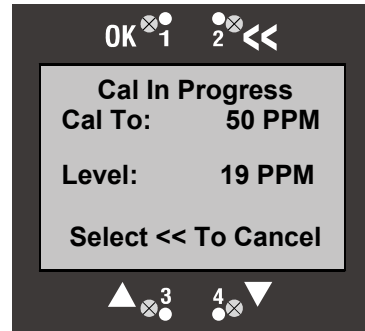 OK 1 2 <<
Cal In Progress
Cal To: 50 PPM
Level: 19 PPM
Select << To Cancel
3 4